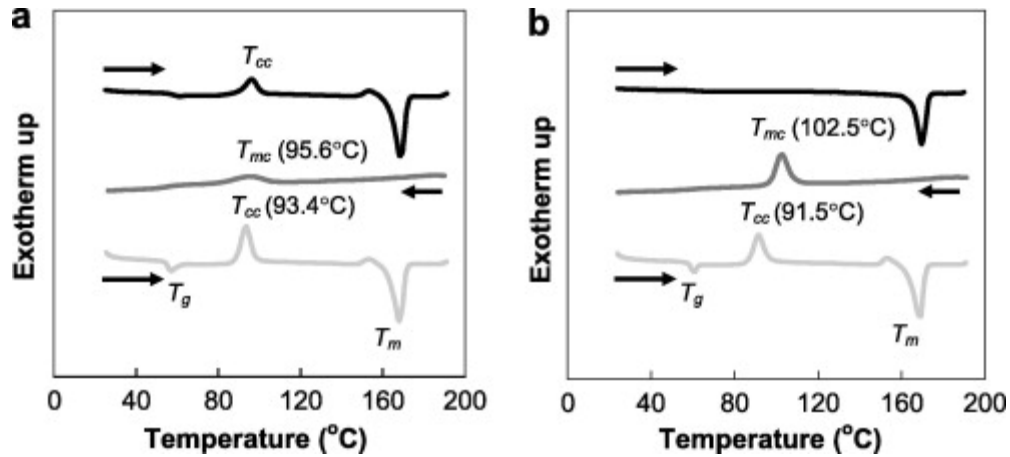 a
T_cc
T_mc (95.6°C)
T_cc (93.4°C)
T_g
T_m
Exotherm up
0 40 80 120 160 200
Temperature (°C)
b
T_mc (102.5°C)
T_cc (91.5°C)
T_g
T_m
Exotherm up
0 40 80 120 160 200
Temperature (°C)